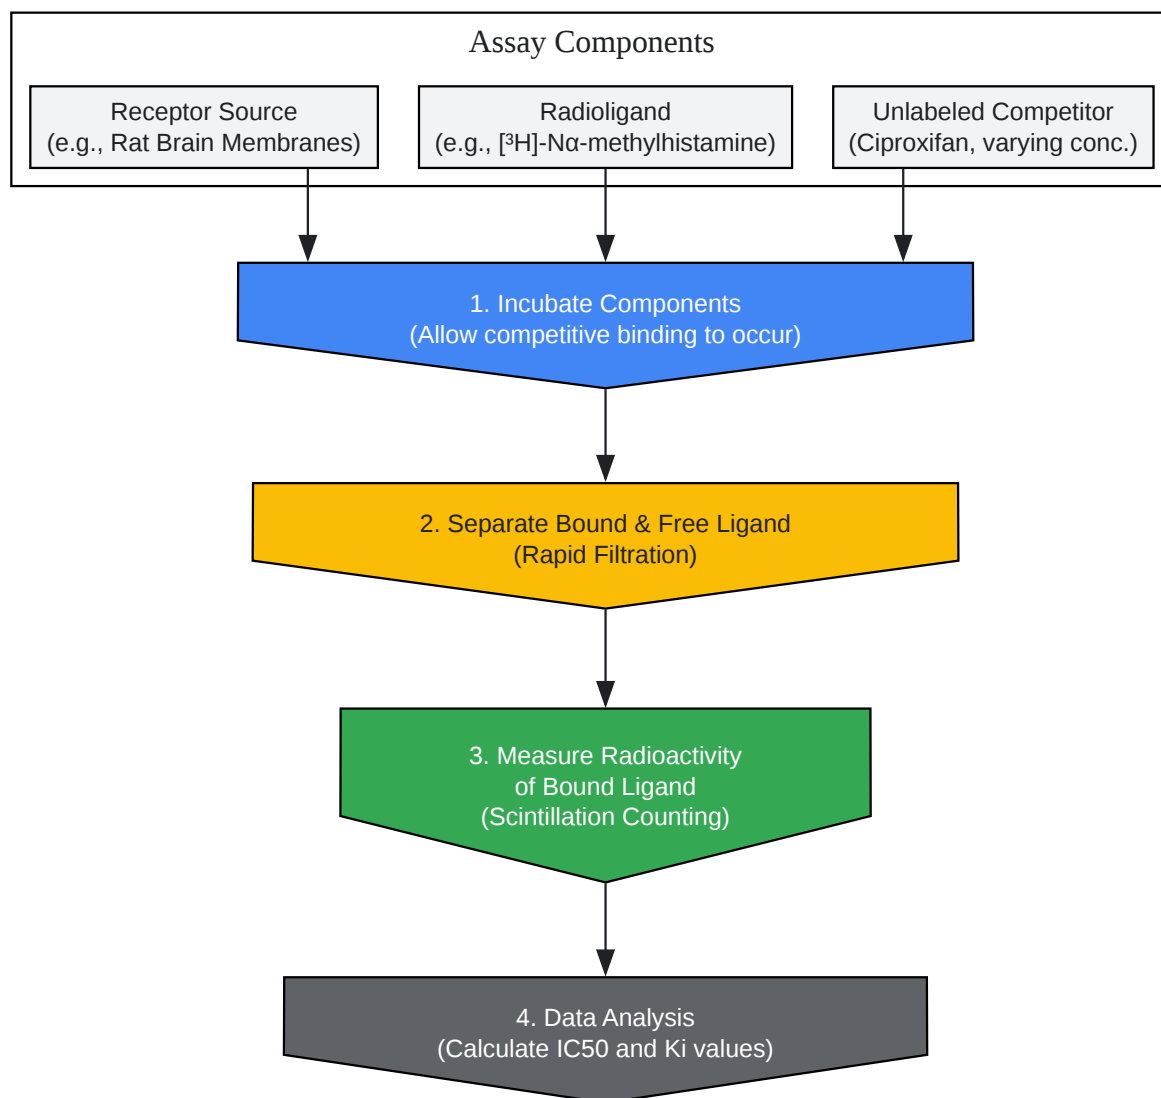 Assay Components
Receptor Source
(e.g., Rat Brain Membranes)
Radioligand
(e.g., [³H]-Nα-methylhistamine)
Unlabeled Competitor
(Ciproxifan, varying conc.)
1. Incubate Components
(Allow competitive binding to occur)
2. Separate Bound & Free Ligand
(Rapid Filtration)
3. Measure Radioactivity
of Bound Ligand
(Scintillation Counting)
4. Data Analysis
(Calculate IC50 and Ki values)